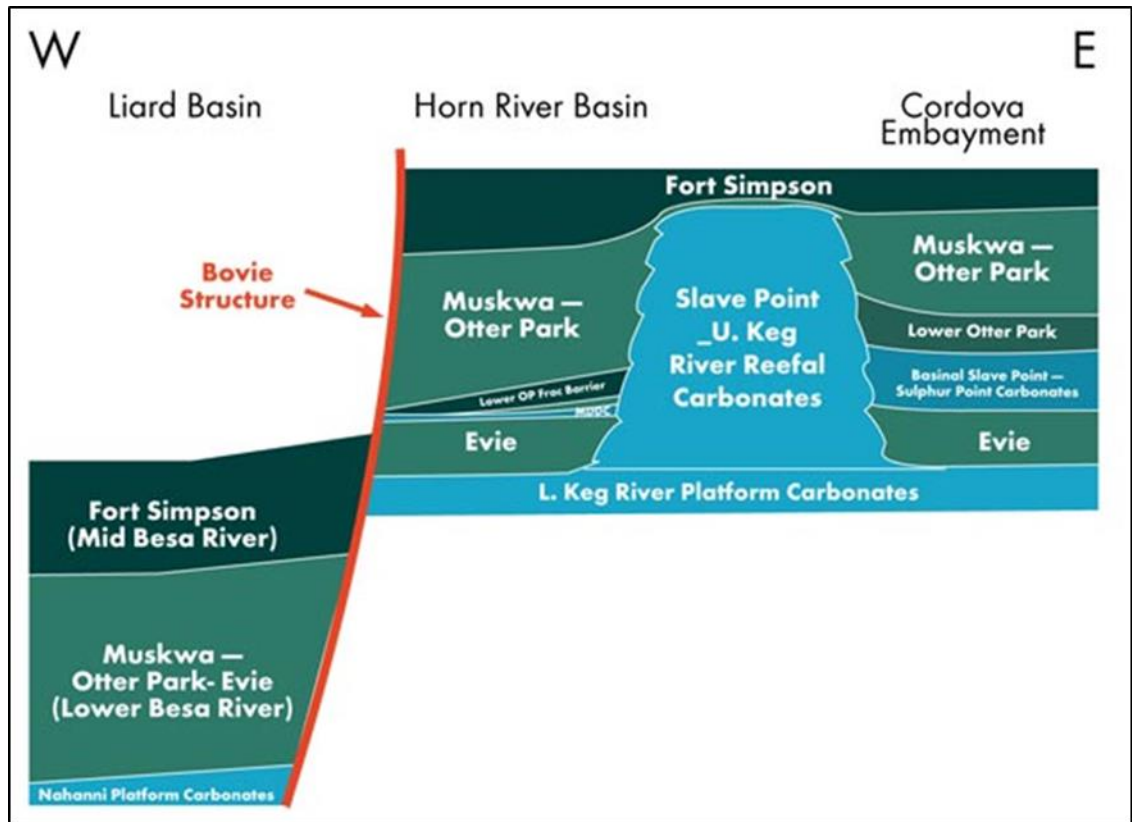 W
E
Liard Basin
Horn River Basin
Cordova
Embayment
Fort Simpson
Bovie
Structure
Muskwa —
Otter Park
Slave Point
_U. Keg
River Reefal
Carbonates
Muskwa —
Otter Park
Lower Otter Park
Lower OP Frac Barrier
MDDC
Basinal Slave Point —
Sulphur Point Carbonates
Evie
Evie
L. Keg River Platform Carbonates
Fort Simpson
(Mid Besa River)
Muskwa —
Otter Park- Evie
(Lower Besa River)
Nahanni Platform Carbonates